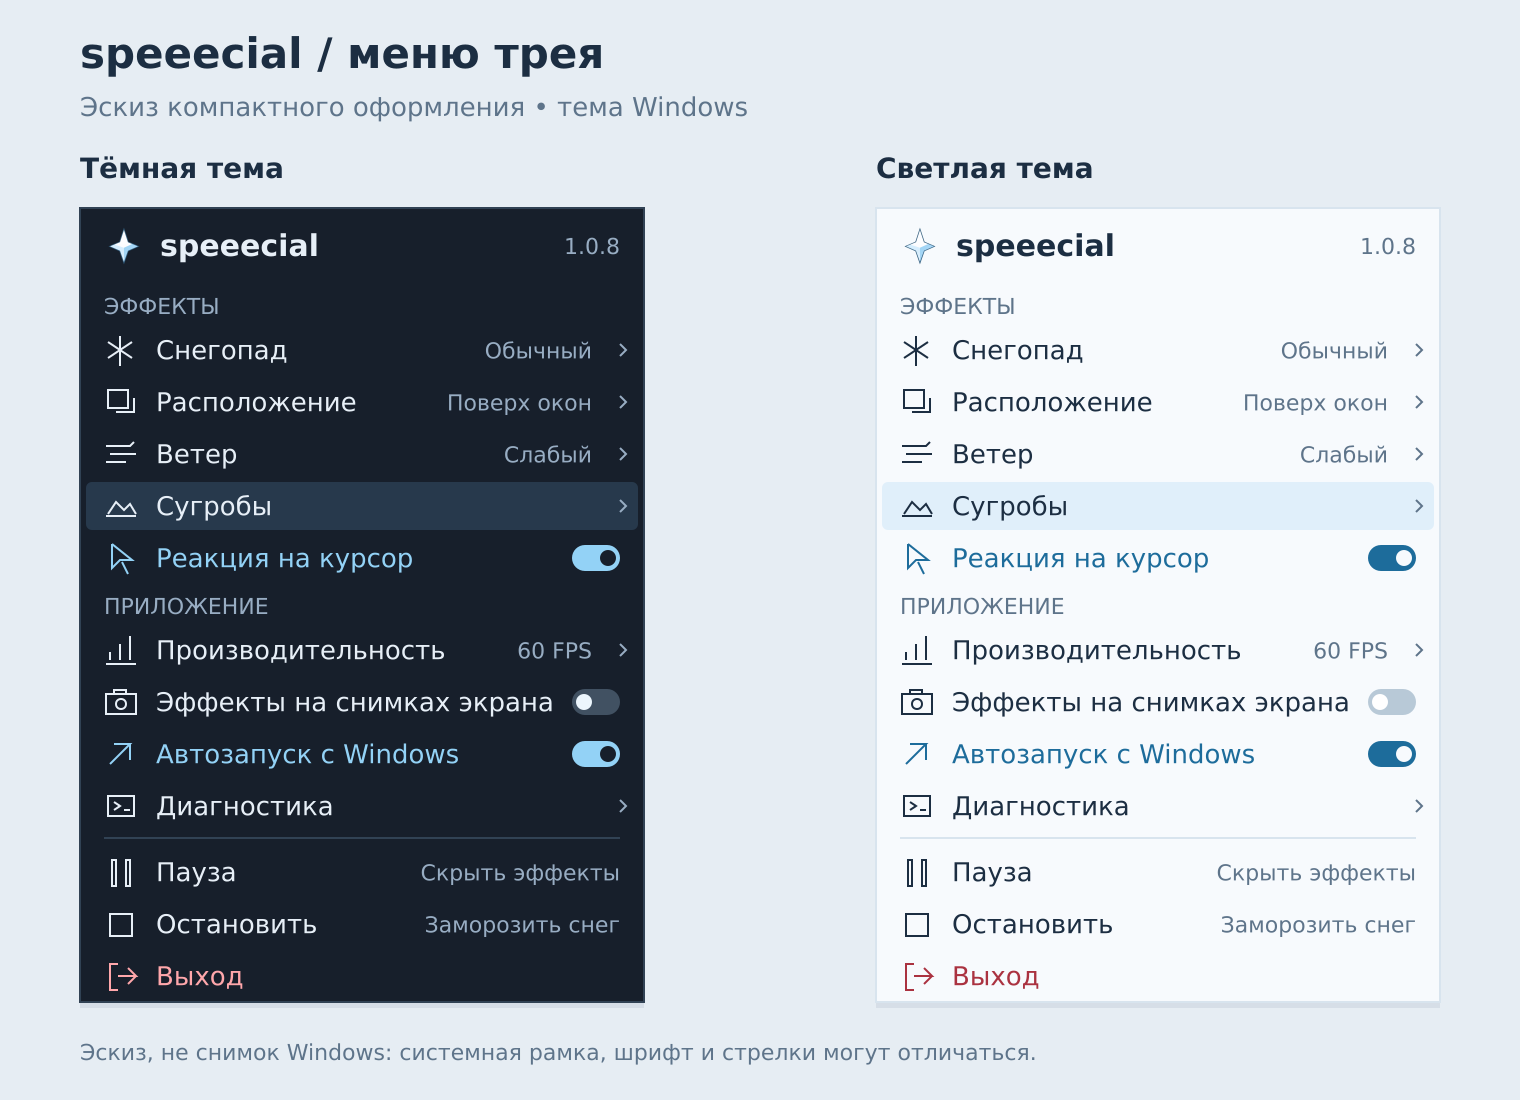 speeecial / меню трея
Эскиз компактного оформления • тема Windows
Тёмная тема
speeecial 1.0.8
ЭФФЕКТЫ
Снегопад Обычный
Расположение Поверх окон
Ветер Слабый
Сугробы
Реакция на курсор
ПРИЛОЖЕНИЕ
Производительность 60 FPS
Эффекты на снимках экрана
Автозапуск с Windows
Диагностика
Пауза Скрыть эффекты
Остановить Заморозить снег
Выход
Светлая тема
speeecial 1.0.8
ЭФФЕКТЫ
Снегопад Обычный
Расположение Поверх окон
Ветер Слабый
Сугробы
Реакция на курсор
ПРИЛОЖЕНИЕ
Производительность 60 FPS
Эффекты на снимках экрана
Автозапуск с Windows
Диагностика
Пауза Скрыть эффекты
Остановить Заморозить снег
Выход
Эскиз, не снимок Windows: системная рамка, шрифт и стрелки могут отличаться.